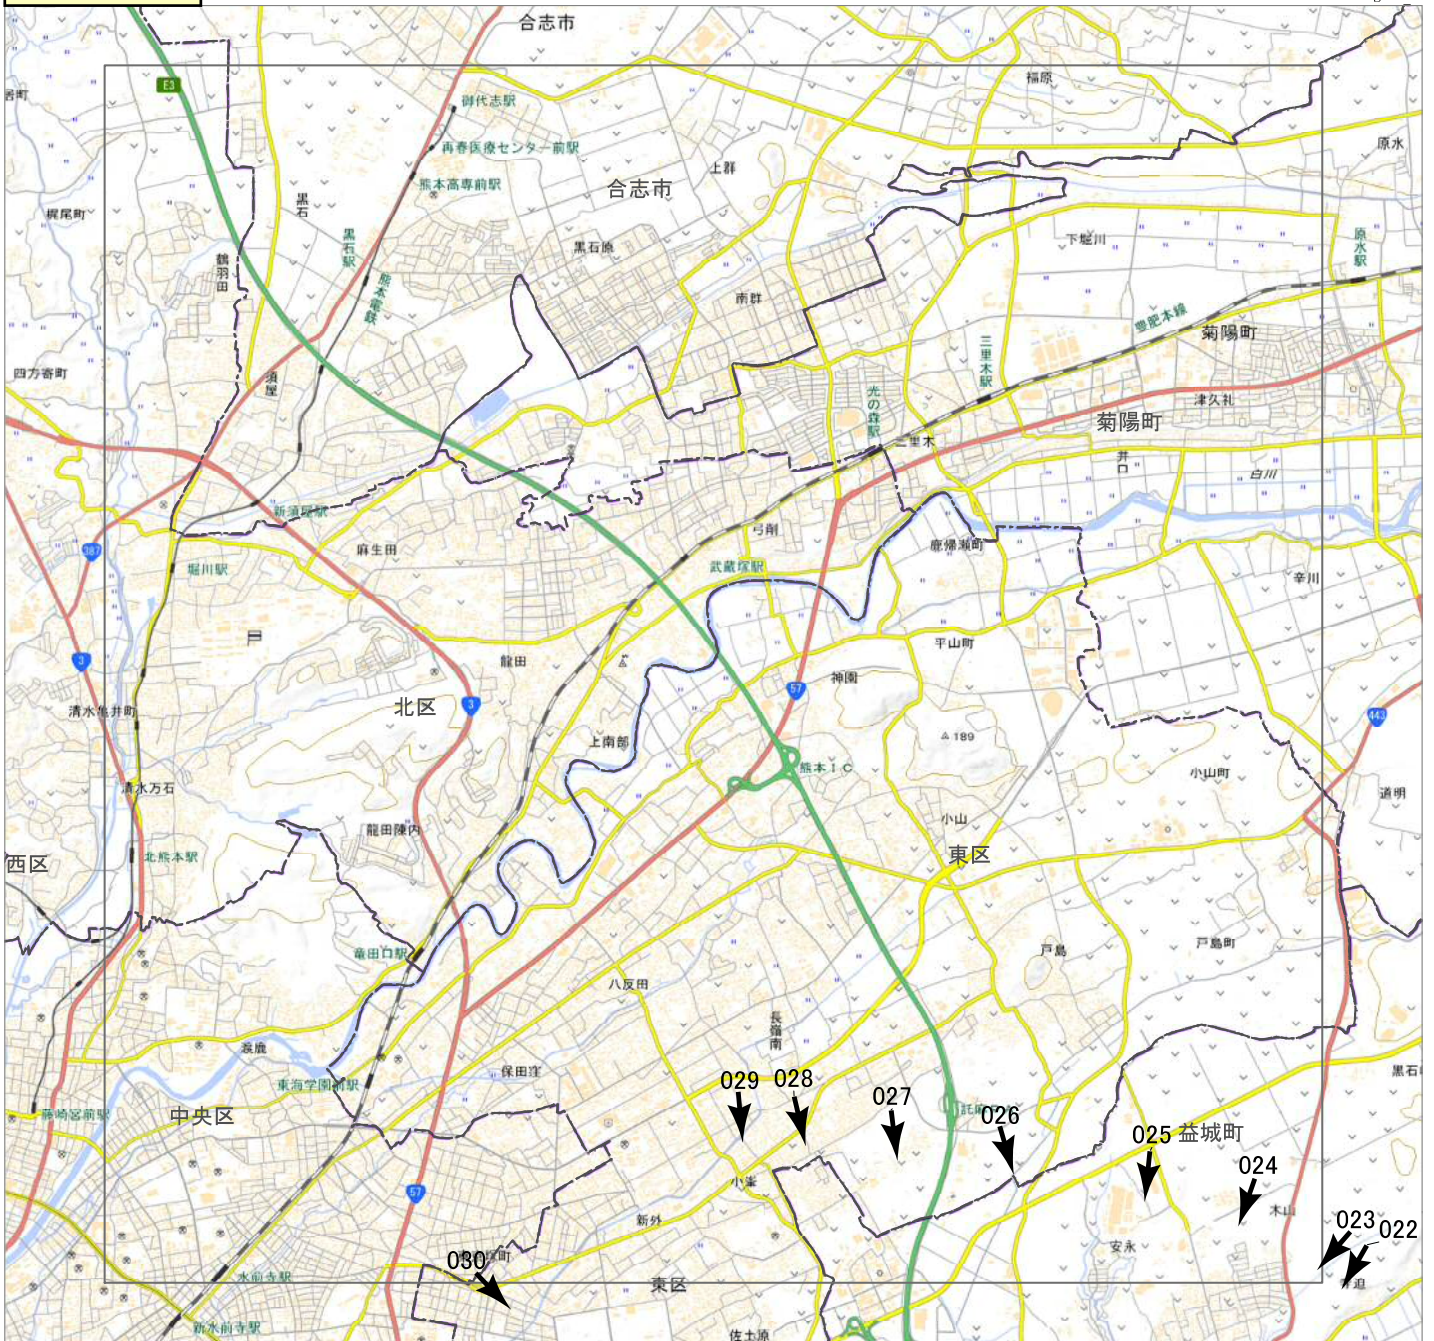 合志市
E3
福原
御代志駅
再春医療センター前駅
原水
上群
熊本高専前駅
合志市
黒石
梶尾町
黒石駅
黒石原
下堀川
原水駅
鶴羽田
熊本電鉄
南群
豊肥本線
菊陽町
三里木駅
四方寄町
須屋
光の森駅
津久礼
菊陽町
三里木
井口
白川
新須屋駅
弓削
387
麻生田
鹿帰瀬町
堀川駅
武蔵塚駅
辛川
平山町
龍田
3
神園
57
北区
3
清水亀井町
443
上南部
189
熊本IC
小山町
清水万石
道明
小山
龍田陳内
東区
西区
北熊本駅
竜田口駅
戸島
戸島町
八反田
長嶺南
渡鹿
保田窪
黒石
東海学園前駅
029
028
027
026
藤崎宮前駅
中央区
025
益城町
024
小峯
57
木山
新外
023
022
安永
030
水前寺駅
東区
新水前寺駅
佐土原